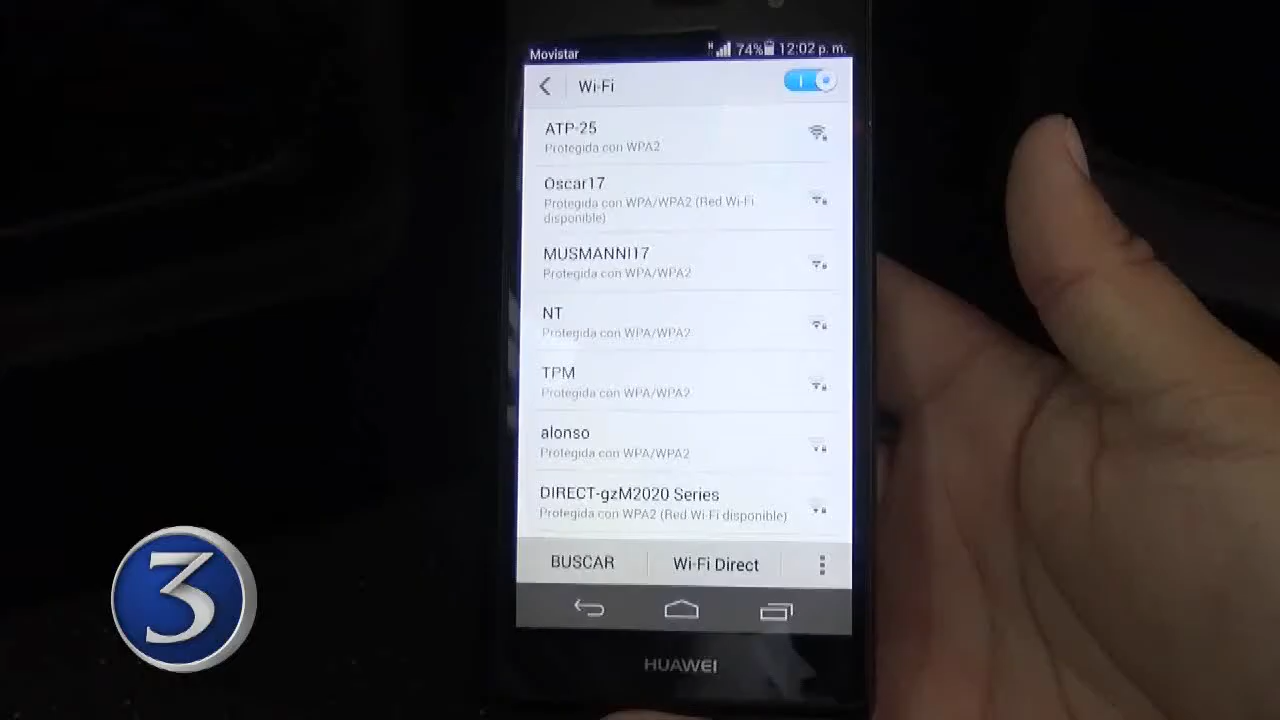 Movistar
H 74% 12:02 p. m.
Wi-Fi
ATP-25
Protegida con WPA2
Oscar17
Protegida con WPA/WPA2 (Red Wi-Fi
disponible)
MUSMANNI17
Protegida con WPA/WPA2
NT
Protegida con WPA/WPA2
TPM
Protegida con WPA/WPA2
alonso
Protegida con WPA/WPA2
DIRECT-gzM2020 Series
Protegida con WPA2 (Red Wi-Fi disponible)
BUSCAR Wi-Fi Direct
HUAWEI
3